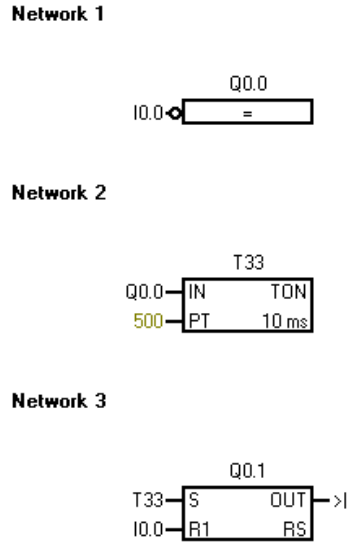 Network 1
Q0.0
I0.0 =
Network 2
T33
Q0.0 IN TON
500 PT 10 ms
Network 3
Q0.1
T33 S OUT >|
I0.0 R1 RS